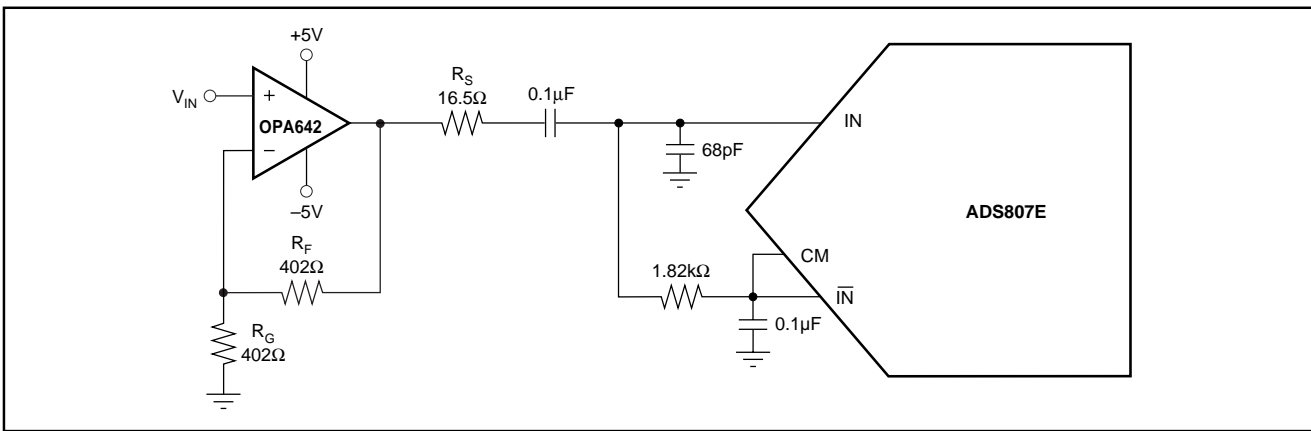 +5V
V_IN
+
OPA642
−
–5V
R_F
402Ω
R_G
402Ω
R_S
16.5Ω
0.1μF
68pF
1.82kΩ
0.1µF
IN
CM
I̅N̅
ADS807E